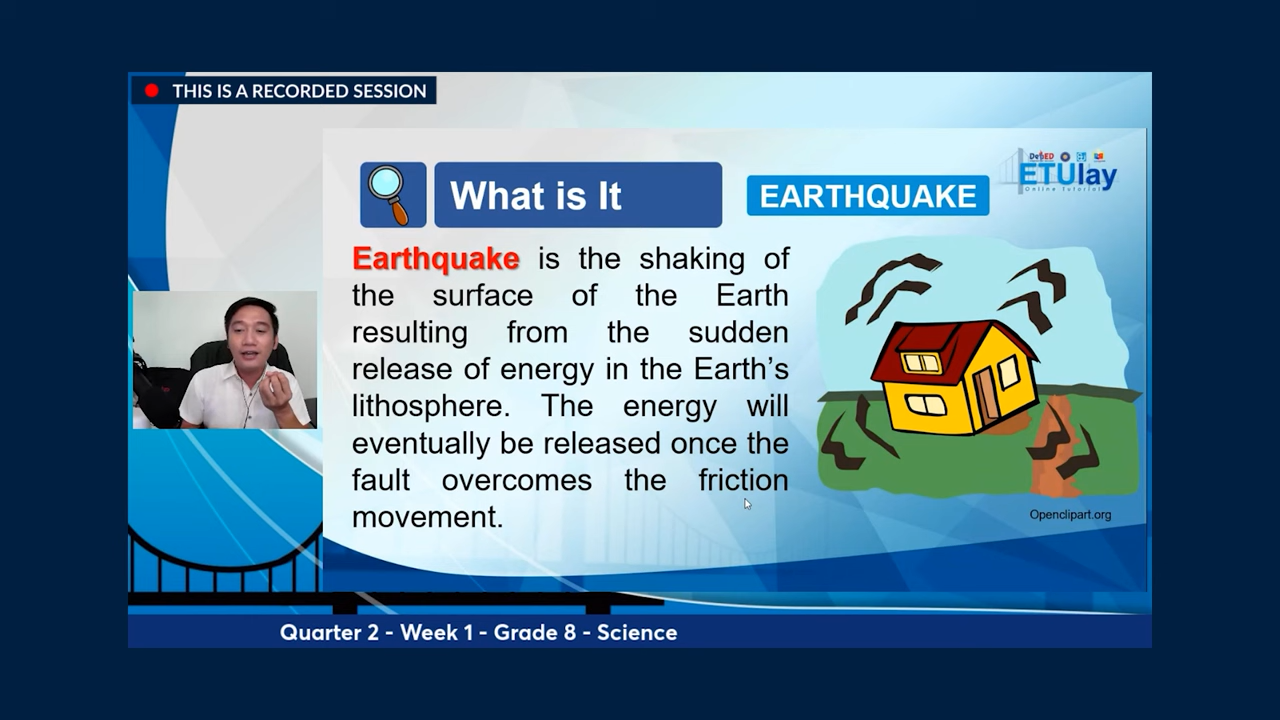 THIS IS A RECORDED SESSION
What is It
EARTHQUAKE
DepED
ETUlay
Online Tutorial
Earthquake is the shaking of
the surface of the Earth
resulting from the sudden
release of energy in the Earth's
lithosphere. The energy will
eventually be released once the
fault overcomes the friction
movement.
Openclipart.org
Quarter 2 - Week 1 - Grade 8 - Science